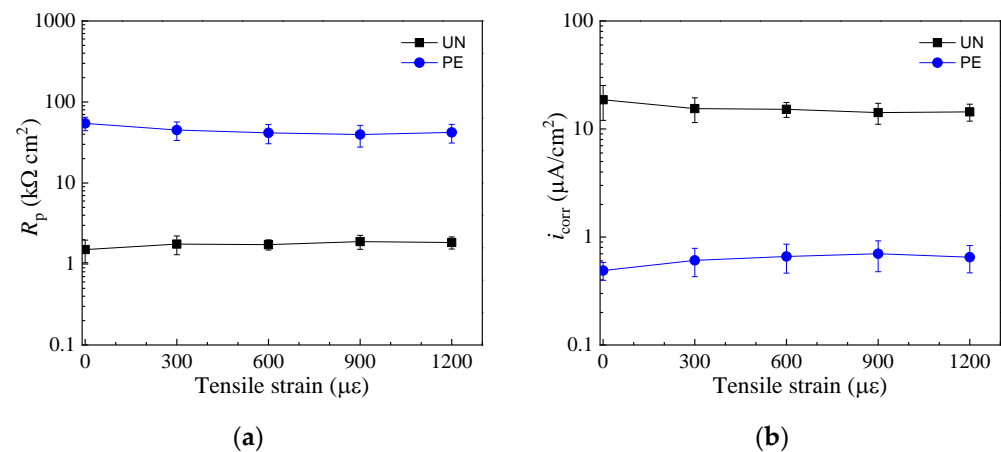 1000
100
10
1
0.1
R_p (kΩ cm²)
UN
PE
0
300
600
900
1200
Tensile strain (με)
(a)
100
10
1
0.1
i_corr (μA/cm²)
UN
PE
0
300
600
900
1200
Tensile strain (με)
(b)